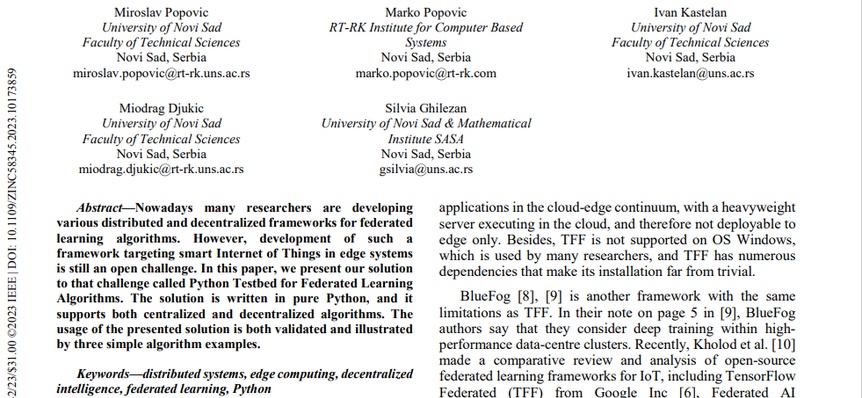 Miroslav Popovic
University of Novi Sad
Faculty of Technical Sciences
Novi Sad, Serbia
miroslav.popovic@rt-rk.uns.ac.rs
Marko Popovic
RT-RK Institute for Computer Based
Systems
Novi Sad, Serbia
marko.popovic@rt-rk.com
Ivan Kastelan
University of Novi Sad
Faculty of Technical Sciences
Novi Sad, Serbia
ivan.kastelan@uns.ac.rs
Miodrag Djukic
University of Novi Sad
Faculty of Technical Sciences
Novi Sad, Serbia
miodrag.djukic@rt-rk.uns.ac.rs
Silvia Ghilezan
University of Novi Sad & Mathematical
Institute SASA
Novi Sad, Serbia
gsilvia@uns.ac.rs
Abstract—Nowadays many researchers are developing
various distributed and decentralized frameworks for federated
learning algorithms. However, development of such a
framework targeting smart Internet of Things in edge systems
is still an open challenge. In this paper, we present our solution
to that challenge called Python Testbed for Federated Learning
Algorithms. The solution is written in pure Python, and it
supports both centralized and decentralized algorithms. The
usage of the presented solution is both validated and illustrated
by three simple algorithm examples.
Keywords—distributed systems, edge computing, decentralized
intelligence, federated learning, Python
applications in the cloud-edge continuum, with a heavyweight
server executing in the cloud, and therefore not deployable to
edge only. Besides, TFF is not supported on OS Windows,
which is used by many researchers, and TFF has numerous
dependencies that make its installation far from trivial.
BlueFog [8], [9] is another framework with the same
limitations as TFF. In their note on page 5 in [9], BlueFog
authors say that they consider deep training within high-
performance data-centre clusters. Recently, Kholod et al. [10]
made a comparative review and analysis of open-source
federated learning frameworks for IoT, including TensorFlow
Federated (TFF) from Google Inc [6], Federated AI
2/23/$31.00 ©2023 IEEE | DOI: 10.1109/ZINC58345.2023.10173859